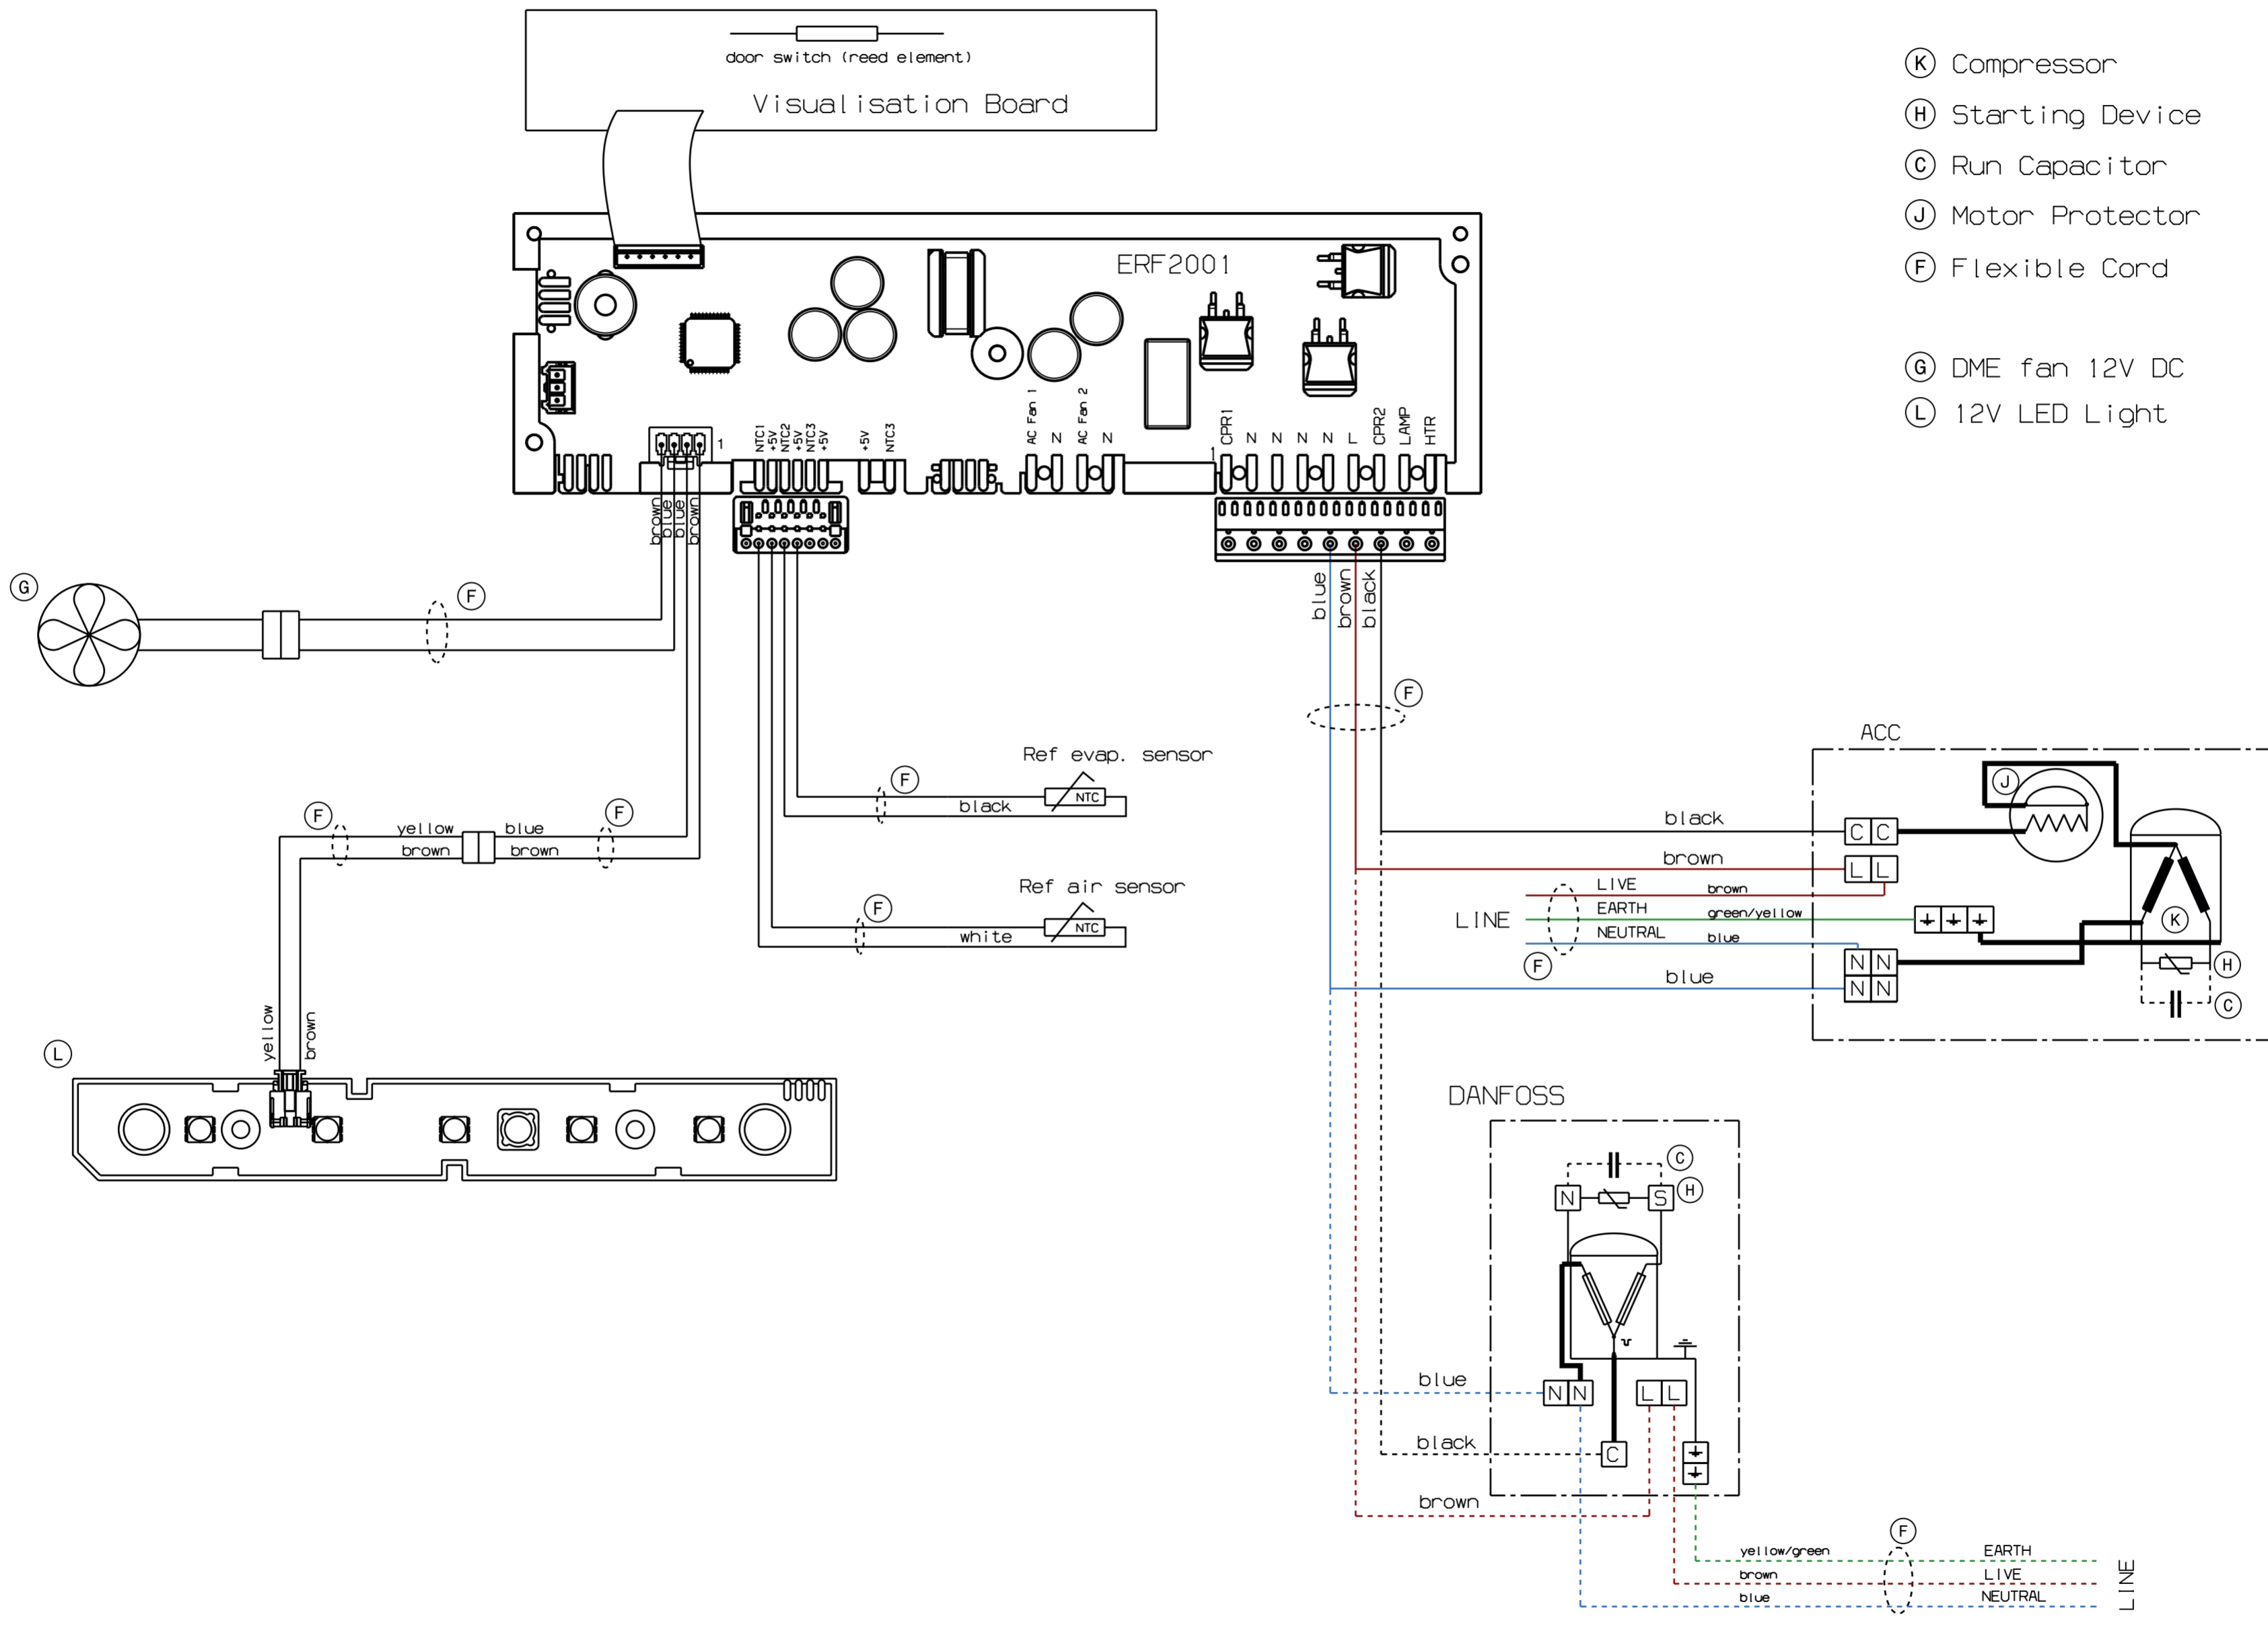 door switch (reed element)
Visualisation Board
K Compressor
H Starting Device
C Run Capacitor
J Motor Protector
F Flexible Cord
G DME fan 12V DC
L 12V LED Light
ERF2001
1
NTC1
+5V
NTC2
+5V
NTC3
+5V
+5V
NTC3
AC Fan 1
N
AC Fan 2
N
1
CPR1
N
N
N
N
L
CPR2
LAMP
HTR
brown
blue
blue
brown
blue
brown
black
G
F
F
Ref evap. sensor
F
NTC
black
F
F
yellow
blue
brown
brown
Ref air sensor
F
NTC
white
yellow
brown
L
ACC
J
black
C C
brown
L L
LINE
LIVE
brown
EARTH
green/yellow
NEUTRAL
blue
F
K
N N
N N
blue
H
C
DANFOSS
C
N
S
H
blue
N N
L L
black
C
brown
F
yellow/green
EARTH
brown
LIVE
blue
NEUTRAL
LINE